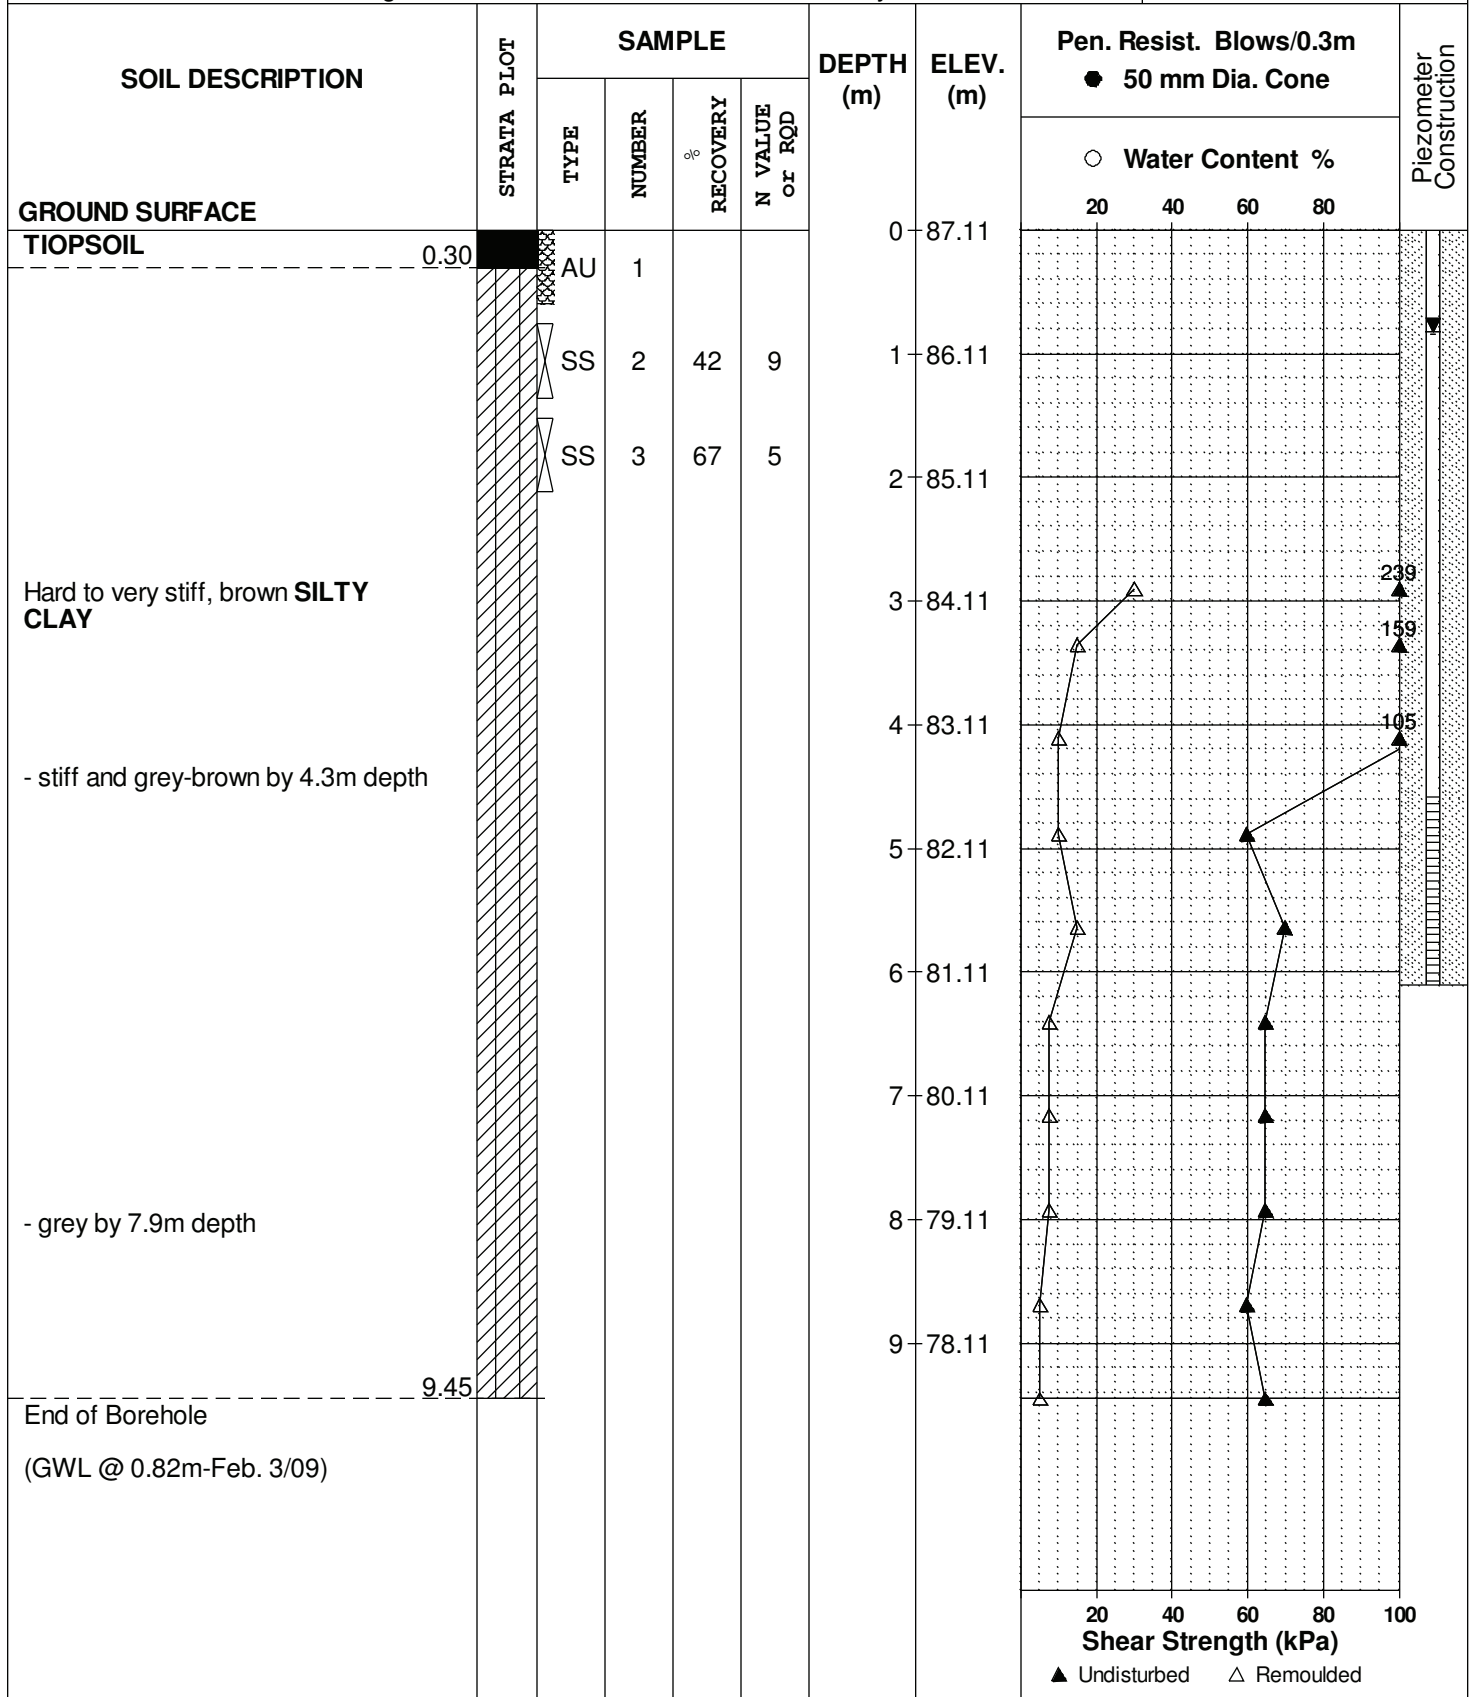 SOIL DESCRIPTION
STRATA PLOT
SAMPLE
TYPE
NUMBER
%
RECOVERY
N VALUE
or RQD
DEPTH
(m)
ELEV.
(m)
Pen. Resist. Blows/0.3m
● 50 mm Dia. Cone
○ Water Content %
20 40 60 80
Piezometer
Construction
GROUND SURFACE
0 87.11
TIOPSOIL
0.30
AU 1
1 86.11
SS 2 42 9
SS 3 67 5
2 85.11
239
Hard to very stiff, brown SILTY
CLAY
3 84.11
159
105
4 83.11
- stiff and grey-brown by 4.3m depth
5 82.11
6 81.11
7 80.11
8 79.11
- grey by 7.9m depth
9 78.11
9.45
End of Borehole
(GWL @ 0.82m-Feb. 3/09)
20 40 60 80 100
Shear Strength (kPa)
▲ Undisturbed △ Remoulded